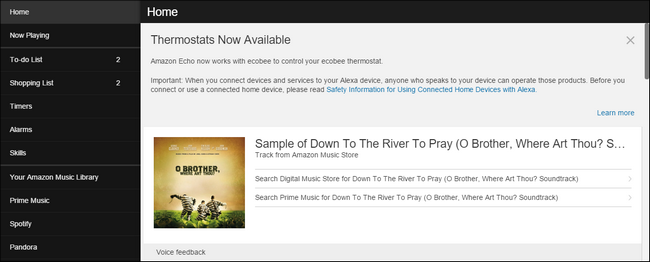 Home
Now Playing
To-do List 2
Shopping List 2
Timers
Alarms
Skills
Your Amazon Music Library
Prime Music
Spotify
Pandora
Home
Thermostats Now Available
Amazon Echo now works with ecobee to control your ecobee thermostat.
Important: When you connect devices and services to your Alexa device, anyone who speaks to your device can operate those products. Before you
connect or use a connected home device, please read Safety Information for Using Connected Home Devices with Alexa.
Learn more
O BROTHER,
WHERE ART THOU?
Sample of Down To The River To Pray (O Brother, Where Art Thou? S...
Track from Amazon Music Store
Search Digital Music Store for Down To The River To Pray (O Brother, Where Art Thou? Soundtrack)
Search Prime Music for Down To The River To Pray (O Brother, Where Art Thou? Soundtrack)
Voice feedback